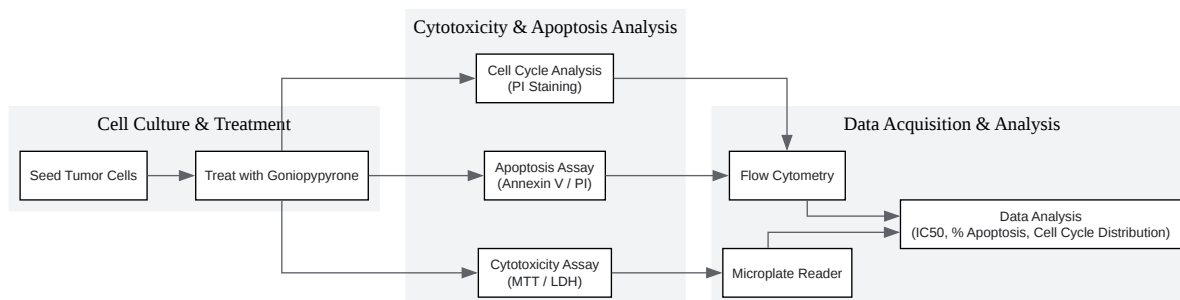 Cytotoxicity & Apoptosis Analysis
Cell Cycle Analysis
(PI Staining)
Cell Culture & Treatment
Data Acquisition & Analysis
Seed Tumor Cells
Treat with Goniopypyrone
Apoptosis Assay
(Annexin V / PI)
Flow Cytometry
Data Analysis
(IC50, % Apoptosis, Cell Cycle Distribution)
Cytotoxicity Assay
(MTT / LDH)
Microplate Reader